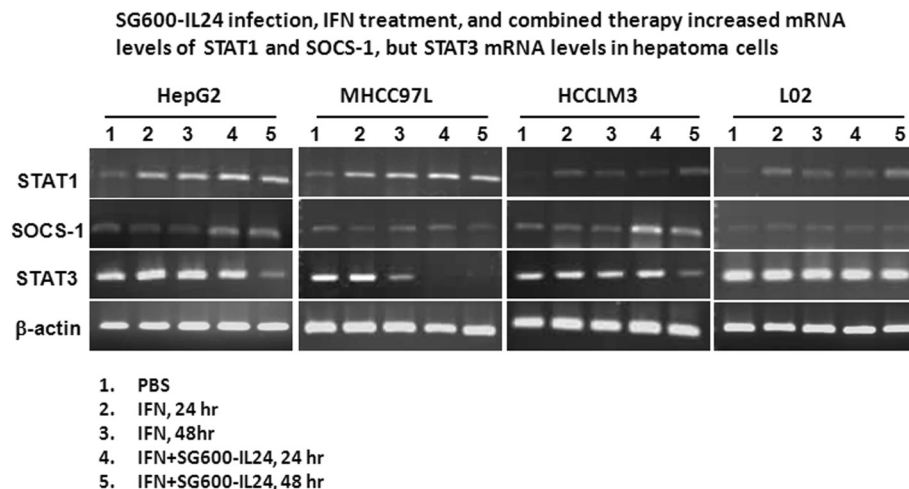 SG600-IL24 infection, IFN treatment, and combined therapy increased mRNA
levels of STAT1 and SOCS-1, but STAT3 mRNA levels in hepatoma cells
HepG2 MHCC97L HCCLM3 L02
1 2 3 4 5 1 2 3 4 5 1 2 3 4 5 1 2 3 4 5
STAT1
SOCS-1
STAT3
β-actin
1. PBS
2. IFN, 24 hr
3. IFN, 48hr
4. IFN+SG600-IL24, 24 hr
5. IFN+SG600-IL24, 48 hr